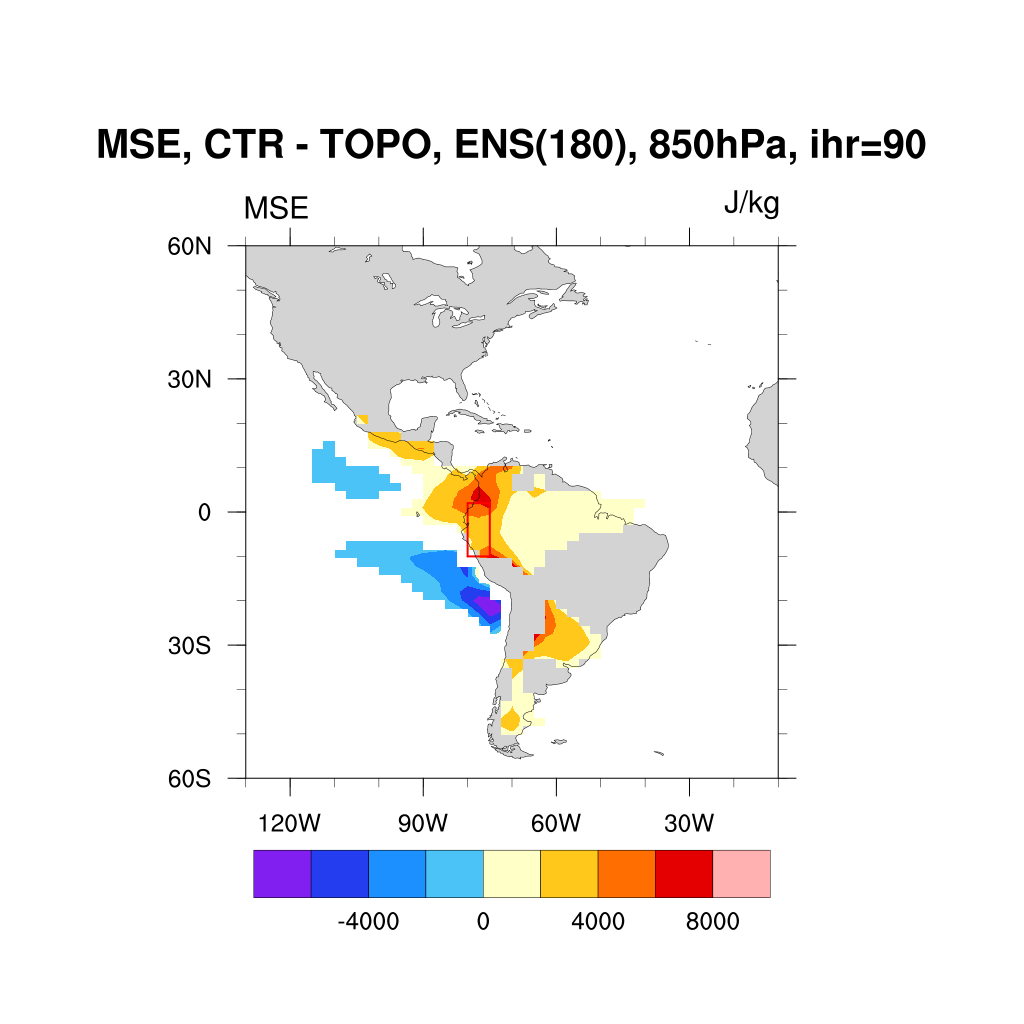 MSE, CTR - TOPO, ENS(180), 850hPa, ihr=90
MSE J/kg
60N
30N
0
30S
60S
120W 90W 60W 30W
-4000 0 4000 8000